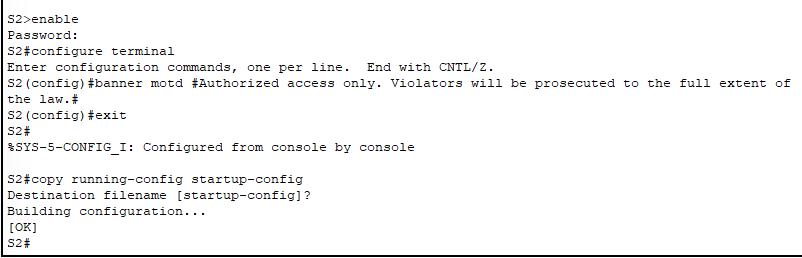 S2>enable
Password:
S2#configure terminal
Enter configuration commands, one per line.  End with CNTL/Z.
S2(config)#banner motd #Authorized access only. Violators will be prosecuted to the full extent of
the law.#
S2(config)#exit
S2#
%SYS-5-CONFIG_I: Configured from console by console
S2#copy running-config startup-config
Destination filename [startup-config]?
Building configuration...
[OK]
S2#